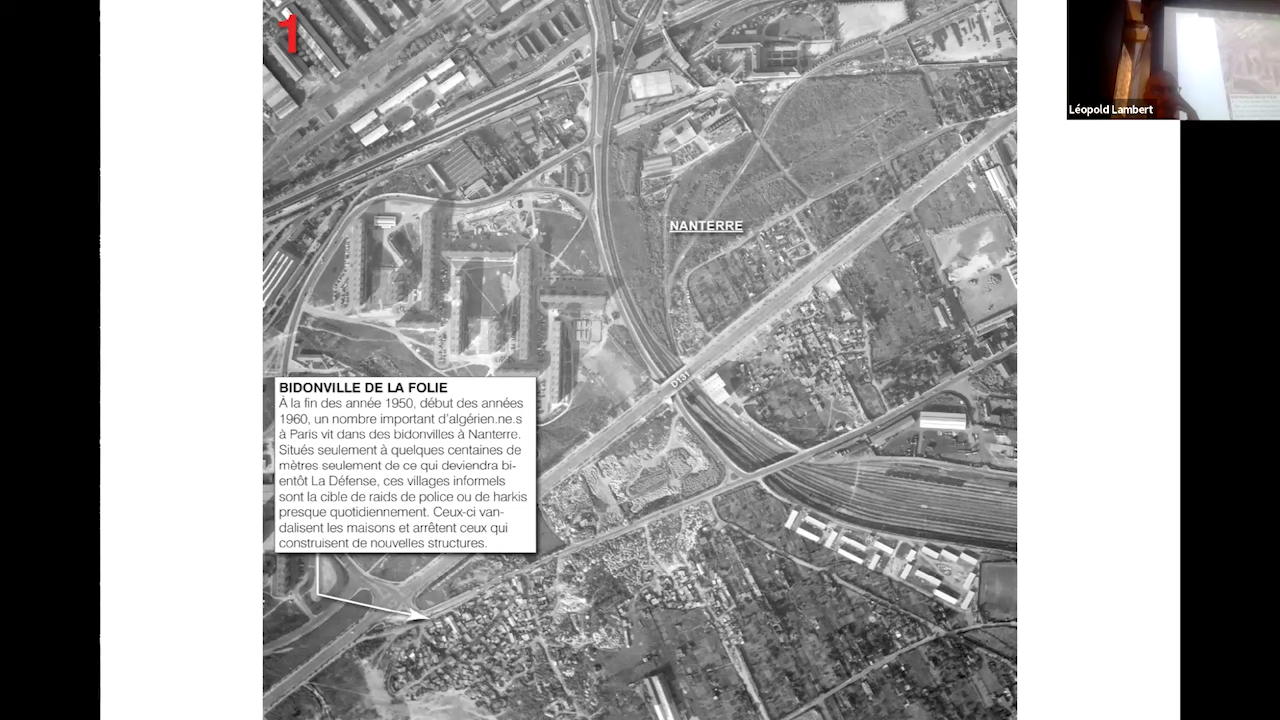 1
Léopold Lambert
NANTERRE
D131
BIDONVILLE DE LA FOLIE
À la fin des année 1950, début des années
1960, un nombre important d'algérien.ne.s
à Paris vit dans des bidonvilles à Nanterre.
Situés seulement à quelques centaines de
mètres seulement de ce qui deviendra bi-
entôt La Défense, ces villages informels
sont la cible de raids de police ou de harkis
presque quotidiennement. Ceux-ci van-
dalisent les maisons et arrêtent ceux qui
construisent de nouvelles structures.